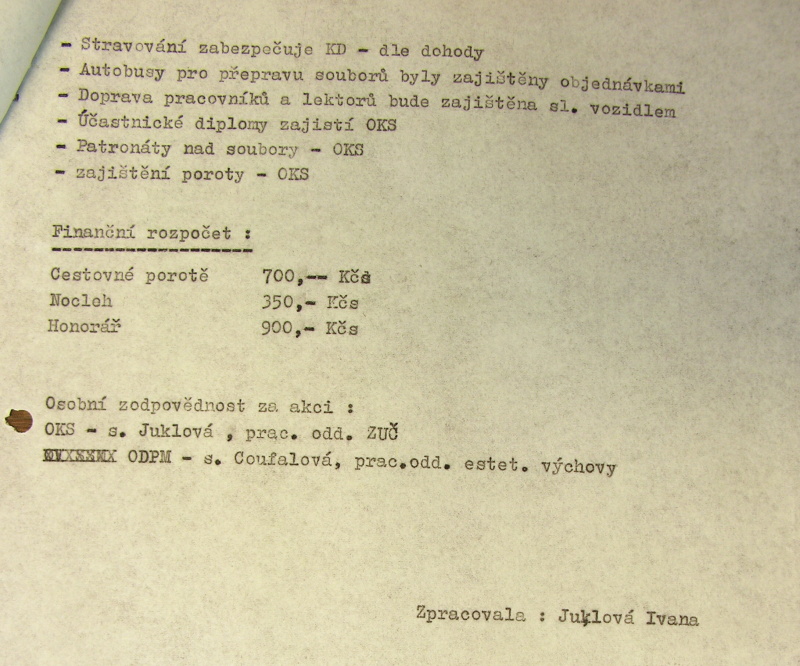 - Stravování zabezpečuje KD - dle dohody
- Autobusy pro přepravu souborů byly zajištěny objednávkami
- Doprava pracovníků a lektorů bude zajištěna sl. vozidlem
- Účastnické diplomy zajistí OKS
- Patronáty nad soubory - OKS
- zajištění poroty - OKS
Finanční rozpočet :
Cestovné porotě 700,-- Kčs
Nocleh 350,- Kčs
Honorář 900,- Kčs
Osobní zodpovědnost za akci :
OKS - s. Juklová , prac. odd. ZUČ
ODPM - s. Coufalová, prac.odd. estet. výchovy
Zpracovala : Juklová Ivana